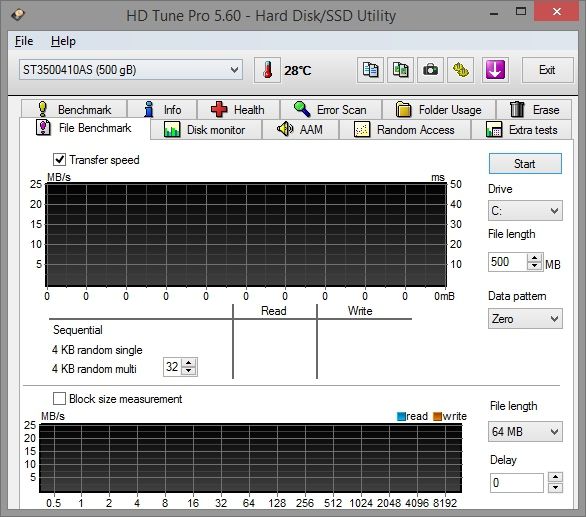 HD Tune Pro 5.60 - Hard Disk/SSD Utility
File Help
ST3500410AS (500 gB) 28°C Exit
Benchmark Info Health Error Scan Folder Usage Erase
File Benchmark Disk monitor AAM Random Access Extra tests
Transfer speed Start
MB/s ms
25 50
20 40
15 30
10 20
5 10
0 0 0 0 0 0 0 0 0 0 0mB
Drive
C:
File length
500 MB
Data pattern
Zero
Read Write
Sequential
4 KB random single
4 KB random multi 32
Block size measurement
MB/s read write
25 25
20 20
15 15
10 10
5 5
0.5 1 2 4 8 16 32 64 128 256 512 1024 2048 4096 8192
File length
64 MB
Delay
0